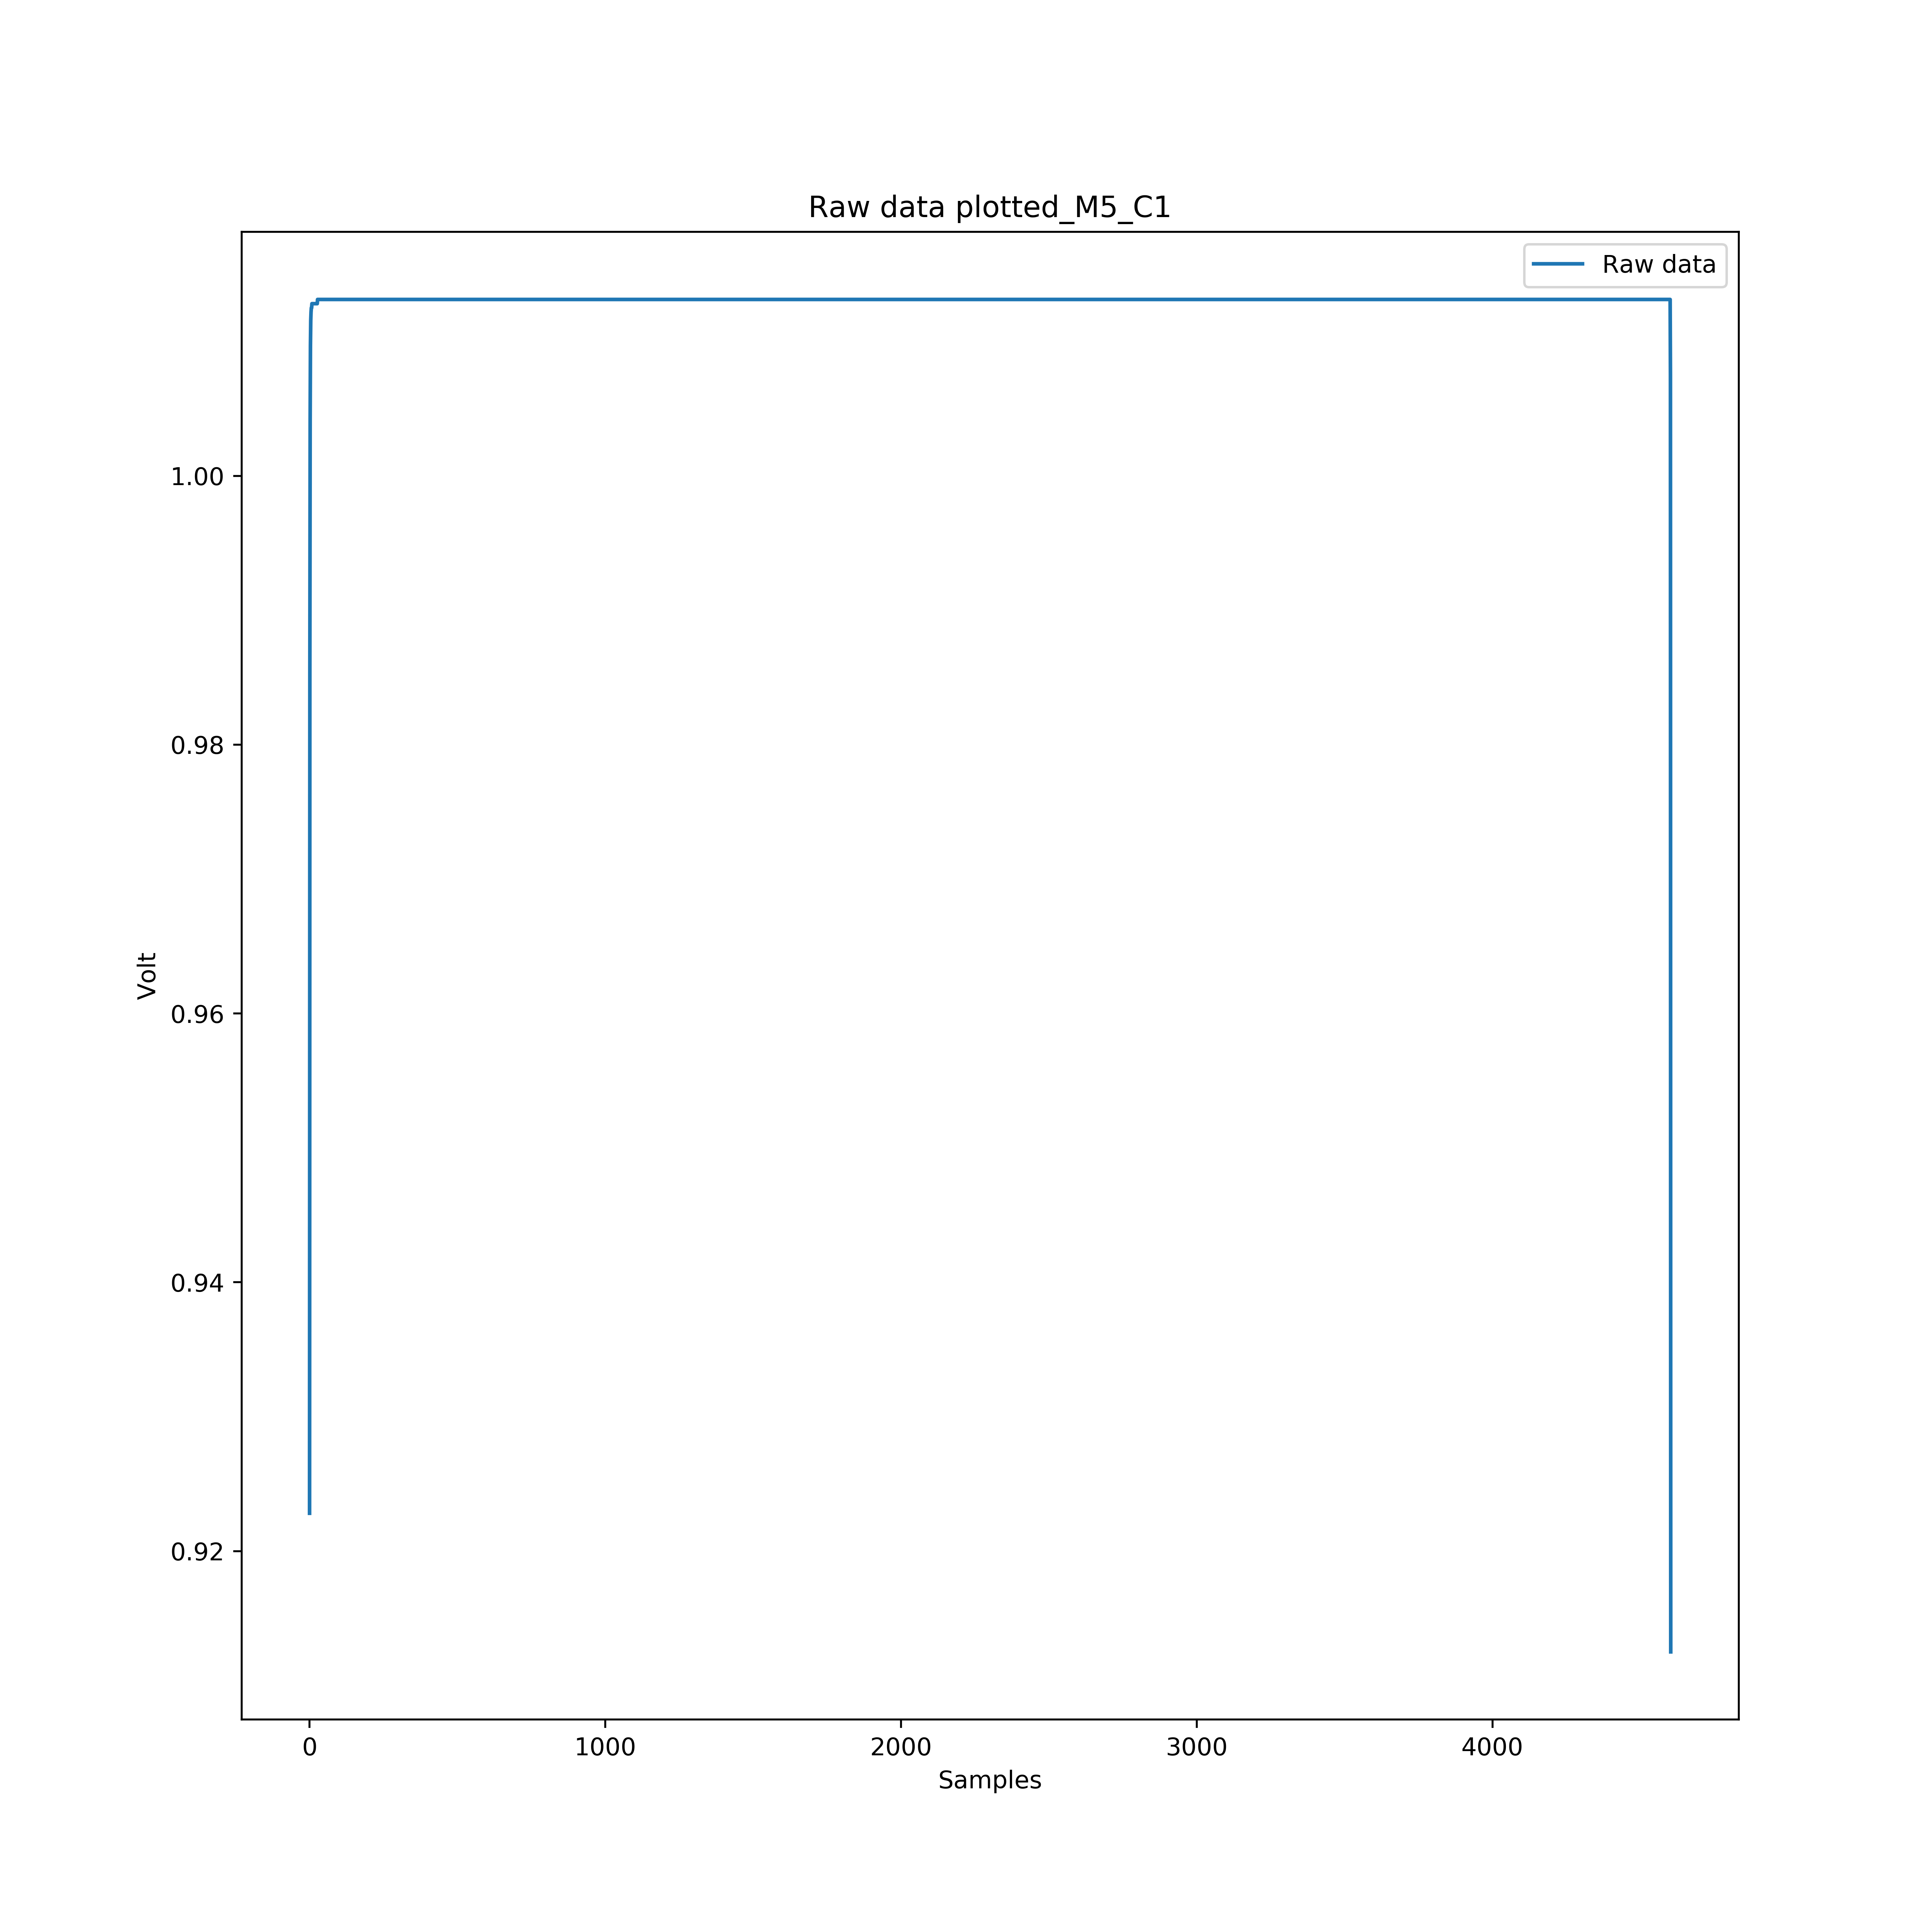 Raw data plotted_M5_C1
Raw data
1.00
0.98
0.96
0.94
0.92
Volt
0 1000 2000 3000 4000
Samples